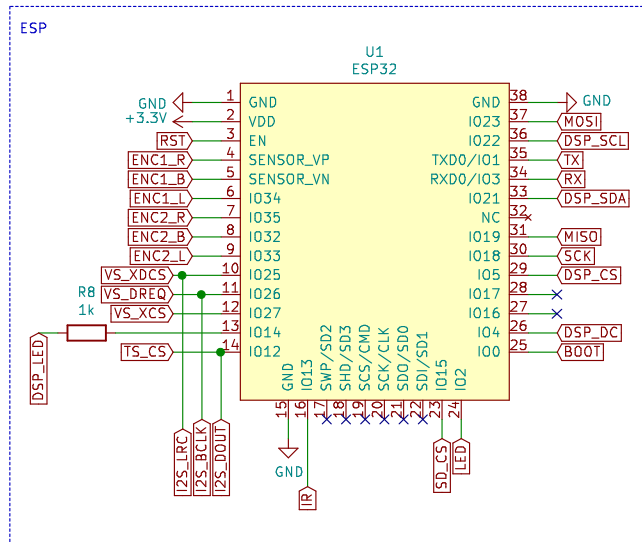 ESP
U1
ESP32
GND 1 GND GND 38 GND
+3.3V 2 VDD IO23 37 MOSI
RST 3 EN IO22 36 DSP_SCL
ENC1_R 4 SENSOR_VP TXD0/IO1 35 TX
ENC1_B 5 SENSOR_VN RXD0/IO3 34 RX
ENC1_L 6 IO34 IO21 33 DSP_SDA
ENC2_R 7 IO35 NC 32
ENC2_B 8 IO32 IO19 31 MISO
ENC2_L 9 IO33 IO18 30 SCK
VS_XDCS 10 IO25 IO5 29 DSP_CS
R8 VS_DREQ 11 IO26 IO17 28
1k VS_XCS 12 IO27 IO16 27
DSP_LED 13 IO14 IO4 26 DSP_DC
TS_CS 14 IO12 IO0 25 BOOT
GND IO13 SWP/SD2 SHD/SD3 SCS/CMD SCK/CLK SDO/SD0 SDI/SD1 IO15 IO2
15 16 17 18 19 20 21 22 23 24
I2S_LRC I2S_BCLK I2S_DOUT GND IR SD_CS LED